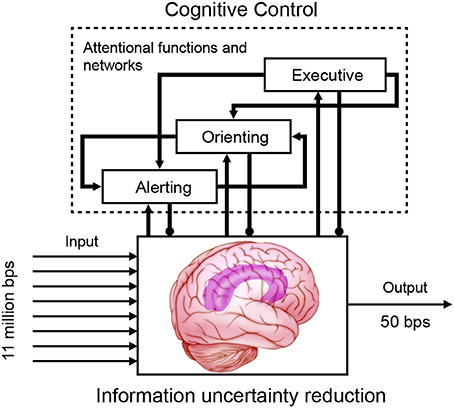 Cognitive Control
Attentional functions and
networks
Executive
Orienting
Alerting
Input
11 million bps
Output
50 bps
Information uncertainty reduction